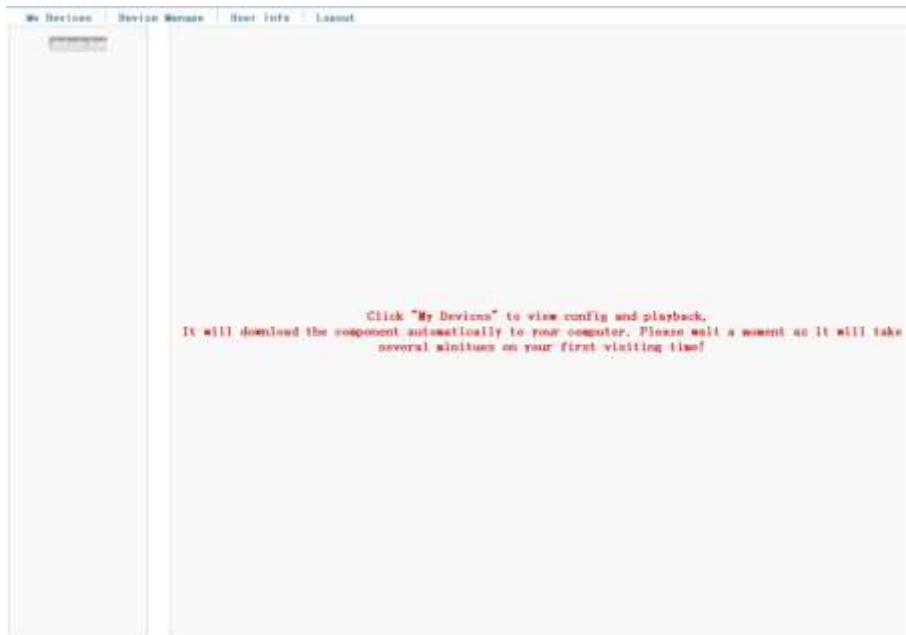 My Devices Device Manage User Info Logout
Click "My Devices" to view config and playback,
It will download the component automatically to your computer. Please wait a moment as it will take
several minitues on your first visiting time!